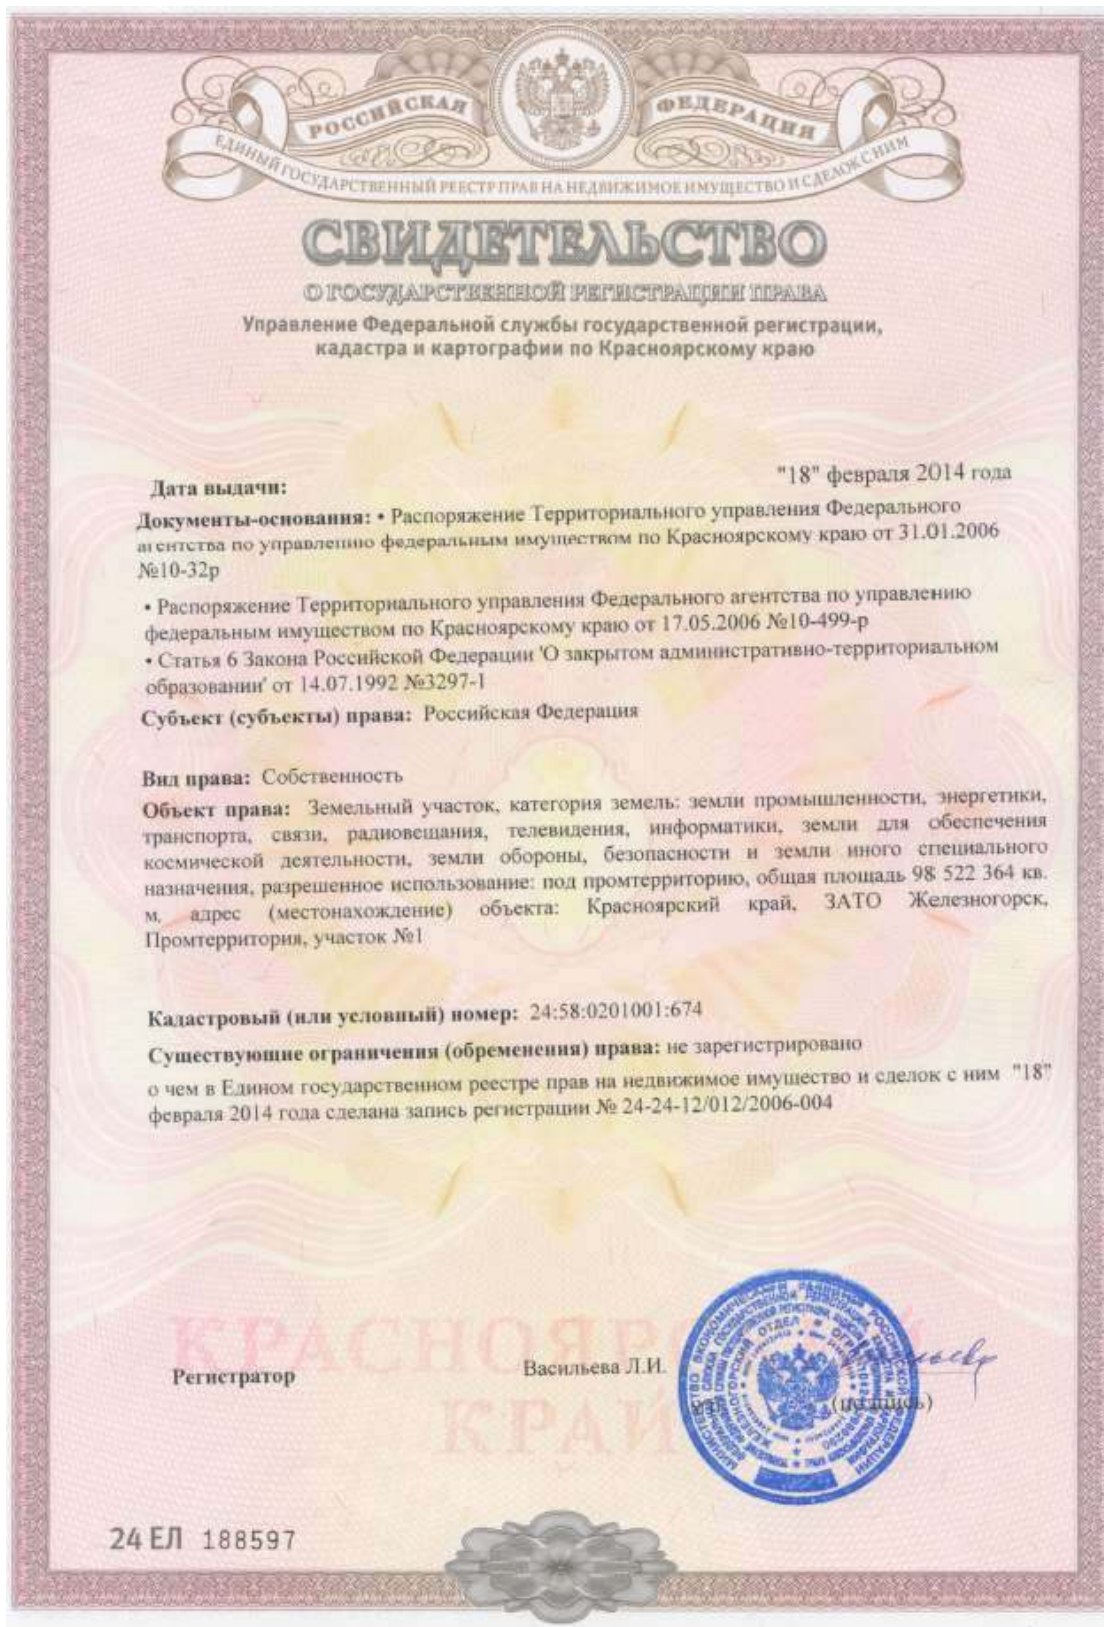 РОССИЙСКАЯ ФЕДЕРАЦИЯ
ЕДИНЫЙ ГОСУДАРСТВЕННЫЙ РЕЕСТР ПРАВ НА НЕДВИЖИМОЕ ИМУЩЕСТВО И СДЕЛОК С НИМ
СВИДЕТЕЛЬСТВО
О ГОСУДАРСТВЕННОЙ РЕГИСТРАЦИИ ПРАВА
Управление Федеральной службы государственной регистрации,
кадастра и картографии по Красноярскому краю
Дата выдачи: "18" февраля 2014 года
Документы-основания: • Распоряжение Территориального управления Федерального
агентства по управлению федеральным имуществом по Красноярскому краю от 31.01.2006
№10-32р
• Распоряжение Территориального управления Федерального агентства по управлению
федеральным имуществом по Красноярскому краю от 17.05.2006 №10-499-р
• Статья 6 Закона Российской Федерации 'О закрытом административно-территориальном
образовании' от 14.07.1992 №3297-1
Субъект (субъекты) права: Российская Федерация
Вид права: Собственность
Объект права: Земельный участок, категория земель: земли промышленности, энергетики,
транспорта, связи, радиовещания, телевидения, информатики, земли для обеспечения
космической деятельности, земли обороны, безопасности и земли иного специального
назначения, разрешенное использование: под промтерриторию, общая площадь 98 522 364 кв.
м, адрес (местонахождение) объекта: Красноярский край, ЗАТО Железногорск,
Промтерритория, участок №1
Кадастровый (или условный) номер: 24:58:0201001:674
Существующие ограничения (обременения) права: не зарегистрировано
о чем в Едином государственном реестре прав на недвижимое имущество и сделок с ним "18"
февраля 2014 года сделана запись регистрации № 24-24-12/012/2006-004
КРАСНОЯРСКИЙ
КРАЙ
Регистратор Васильева Л.И.
(подпись)
МИНИСТЕРСТВО ЭКОНОМИЧЕСКОГО РАЗВИТИЯ РОССИЙСКОЙ ФЕДЕРАЦИИ
ЖЕЛЕЗНОГОРСКИЙ ОТДЕЛ
24 ЕЛ 188597